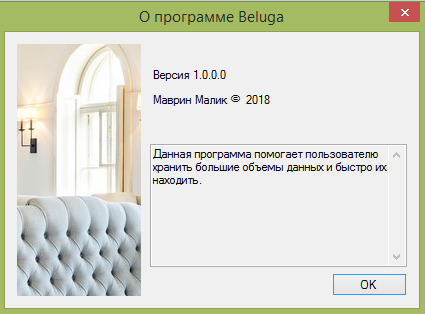 О программе Beluga
Версия 1.0.0.0
Маврин Малик © 2018
Данная программа помогает пользователю
хранить большие объемы данных и быстро их
находить.
OK